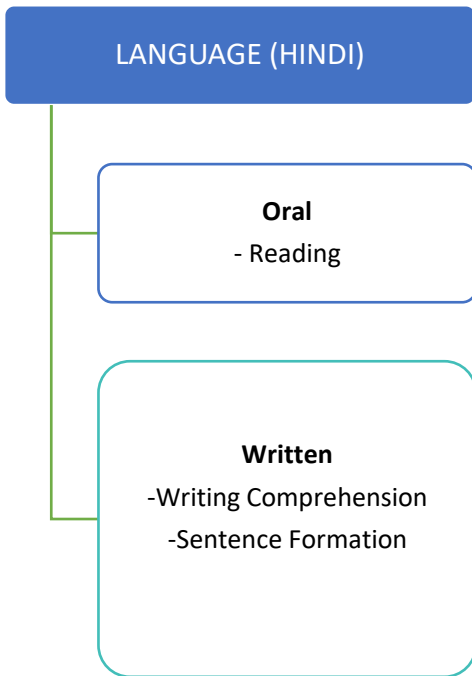 LANGUAGE (HINDI)
Oral
- Reading
Written
-Writing Comprehension
-Sentence Formation